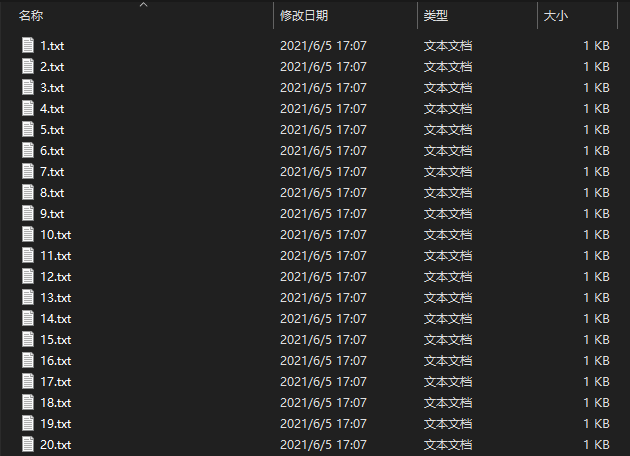 名称 修改日期 类型 大小
1.txt 2021/6/5 17:07 文本文档 1 KB
2.txt 2021/6/5 17:07 文本文档 1 KB
3.txt 2021/6/5 17:07 文本文档 1 KB
4.txt 2021/6/5 17:07 文本文档 1 KB
5.txt 2021/6/5 17:07 文本文档 1 KB
6.txt 2021/6/5 17:07 文本文档 1 KB
7.txt 2021/6/5 17:07 文本文档 1 KB
8.txt 2021/6/5 17:07 文本文档 1 KB
9.txt 2021/6/5 17:07 文本文档 1 KB
10.txt 2021/6/5 17:07 文本文档 1 KB
11.txt 2021/6/5 17:07 文本文档 1 KB
12.txt 2021/6/5 17:07 文本文档 1 KB
13.txt 2021/6/5 17:07 文本文档 1 KB
14.txt 2021/6/5 17:07 文本文档 1 KB
15.txt 2021/6/5 17:07 文本文档 1 KB
16.txt 2021/6/5 17:07 文本文档 1 KB
17.txt 2021/6/5 17:07 文本文档 1 KB
18.txt 2021/6/5 17:07 文本文档 1 KB
19.txt 2021/6/5 17:07 文本文档 1 KB
20.txt 2021/6/5 17:07 文本文档 1 KB